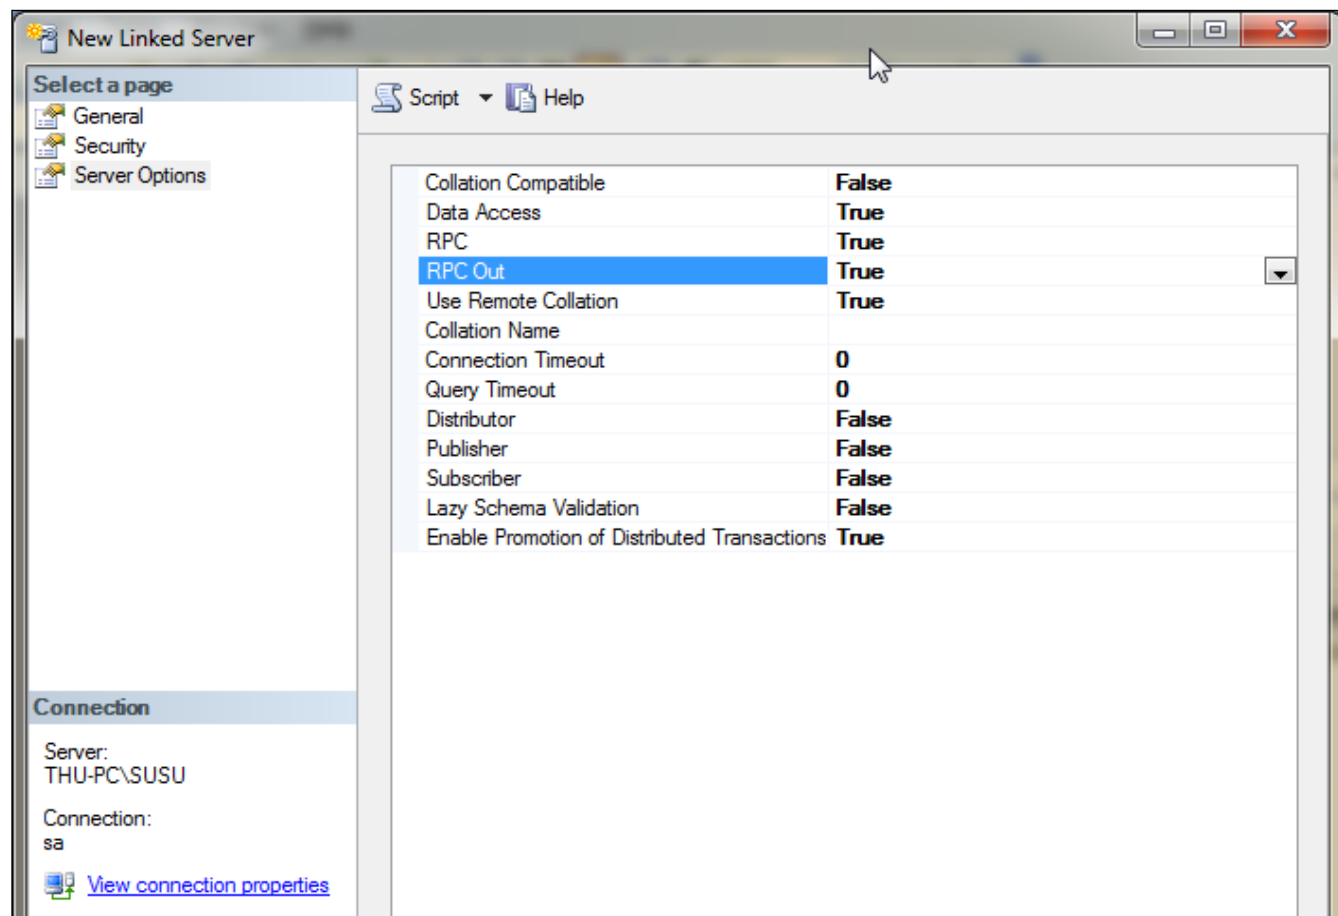 New Linked Server
Select a page
General
Security
Server Options
Script
Help
Collation Compatible False
Data Access True
RPC True
RPC Out True
Use Remote Collation True
Collation Name
Connection Timeout 0
Query Timeout 0
Distributor False
Publisher False
Subscriber False
Lazy Schema Validation False
Enable Promotion of Distributed Transactions True
Connection
Server:
THU-PC\SUSU
Connection:
sa
View connection properties